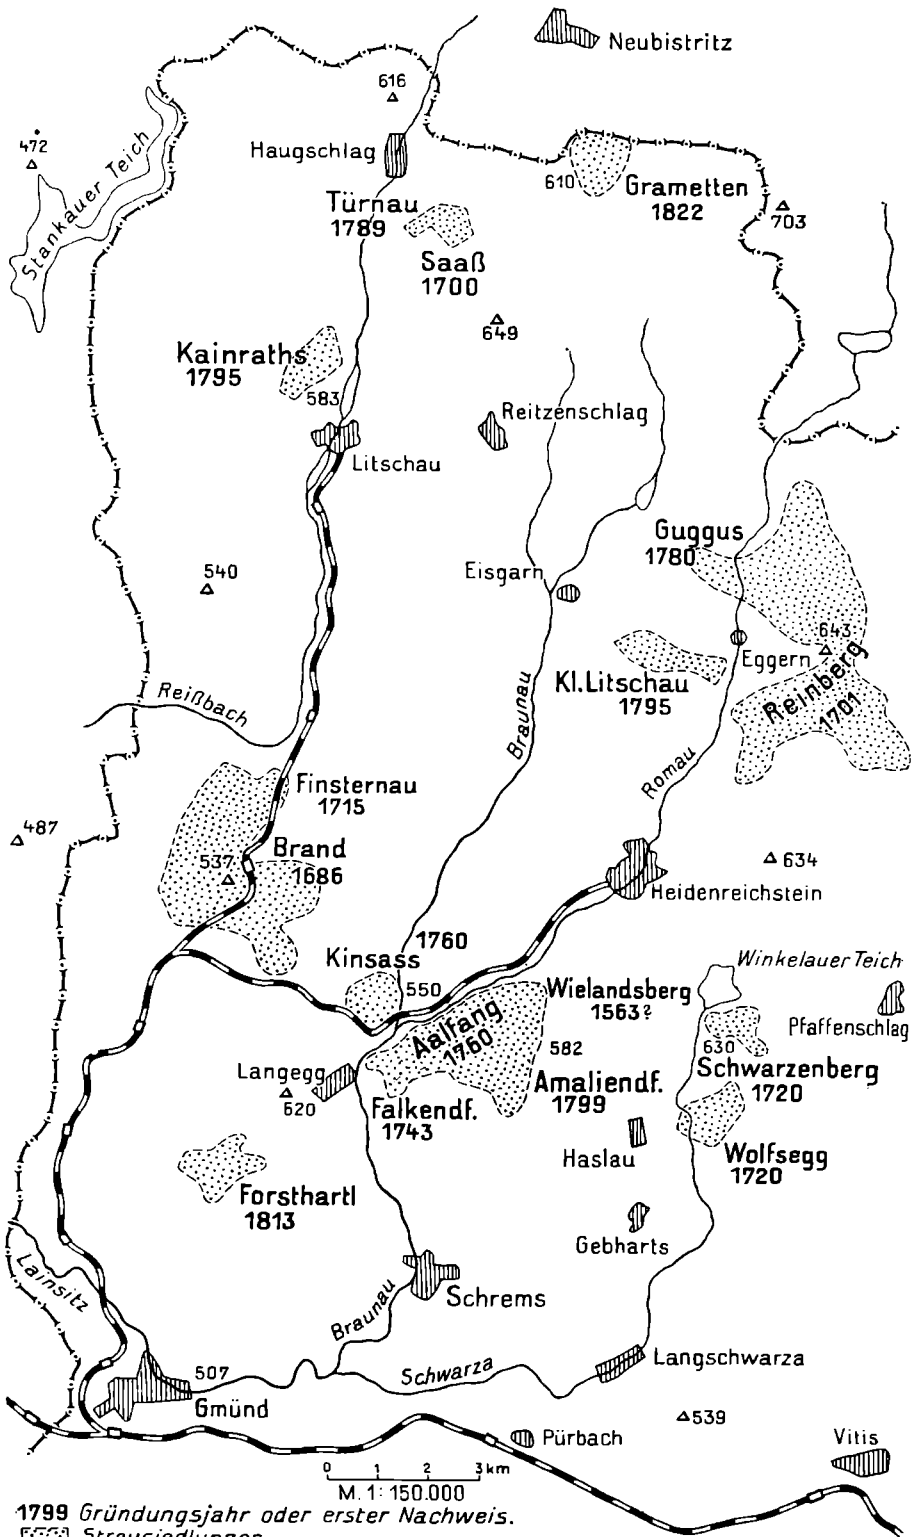 Neubistritz
616
472
Haugschlag
Stankauer Teich
610
Grametten
1822
Türnau
1789
703
Saaß
1700
649
Kainraths
1795
583
Reitzenschlag
Litschau
Guggus
1780
540
Eisgarn
643
Eggern
Reinberg
1701
Kl.Litschau
1795
Reißbach
Braunau
Romau
Finsternau
1715
487
Brand
1686
537
634
Heidenreichstein
1760
Kinsass
550
Winkelauer Teich
Wielandsberg
1563?
Pfaffenschlag
Aalfang
1760
582
630
Schwarzenberg
1720
Langegg
620
Amaliendf.
1799
Falkendf.
1743
Haslau
Wolfsegg
1720
Forsthartl
1813
Gebharts
Lainsitz
Schrems
Braunau
Langschwarza
Schwarza
507
Gmünd
539
Pürbach
Vitis
0 1 2 3km
M. 1:150.000
1799 Gründungsjahr oder erster Nachweis.
Streusiedlungen